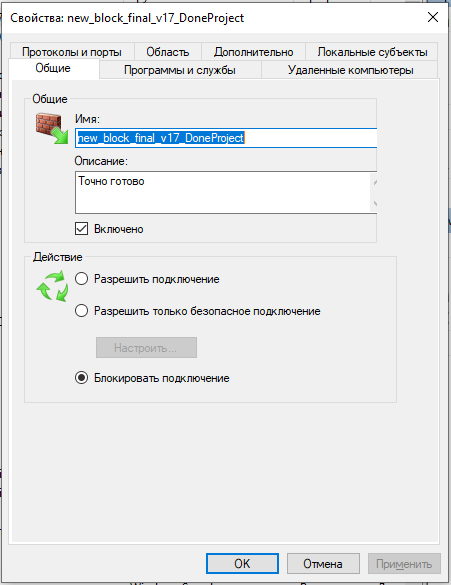 Свойства: new_block_final_v17_DoneProject
Протоколы и порты
Область
Дополнительно
Локальные субъекты
Общие
Программы и службы
Удаленные компьютеры
Общие
Имя:
new_block_final_v17_DoneProject
Описание:
Точно готово
Включено
Действие
Разрешить подключение
Разрешить только безопасное подключение
Настроить...
Блокировать подключение
OK
Отмена
Применить